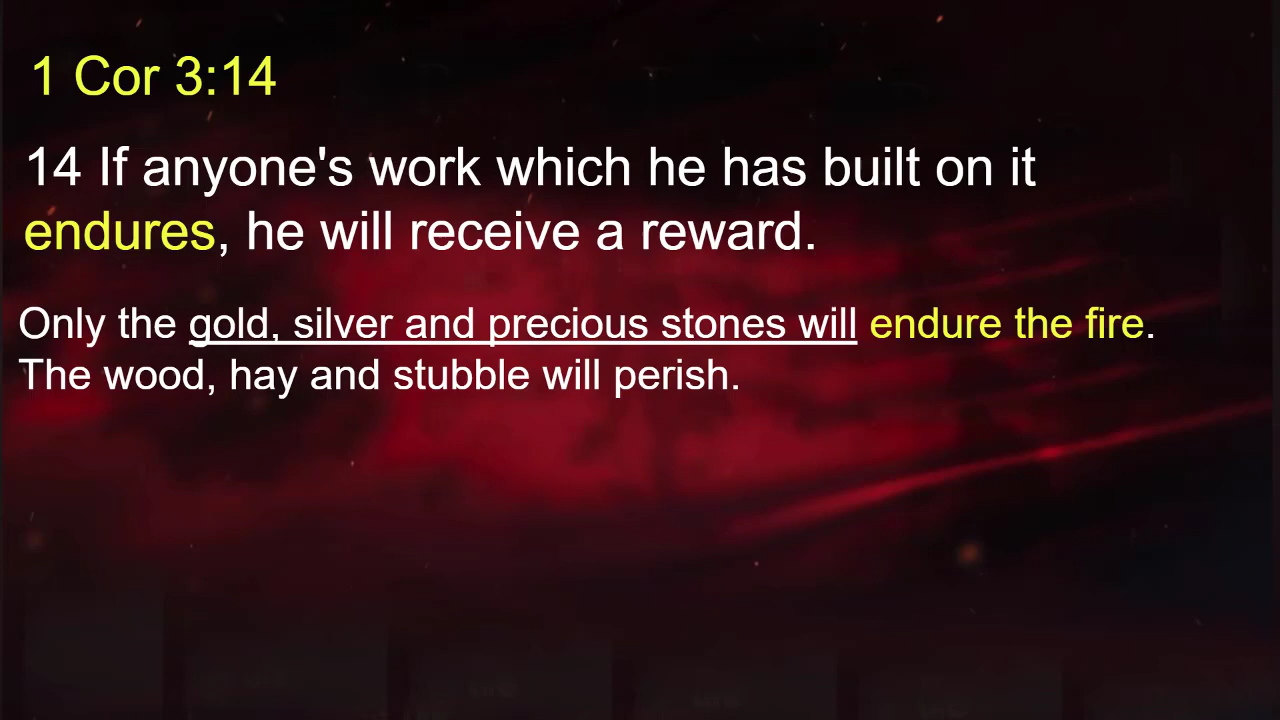 1 Cor 3:14
14 If anyone's work which he has built on it
endures, he will receive a reward.
Only the gold, silver and precious stones will endure the fire.
The wood, hay and stubble will perish.